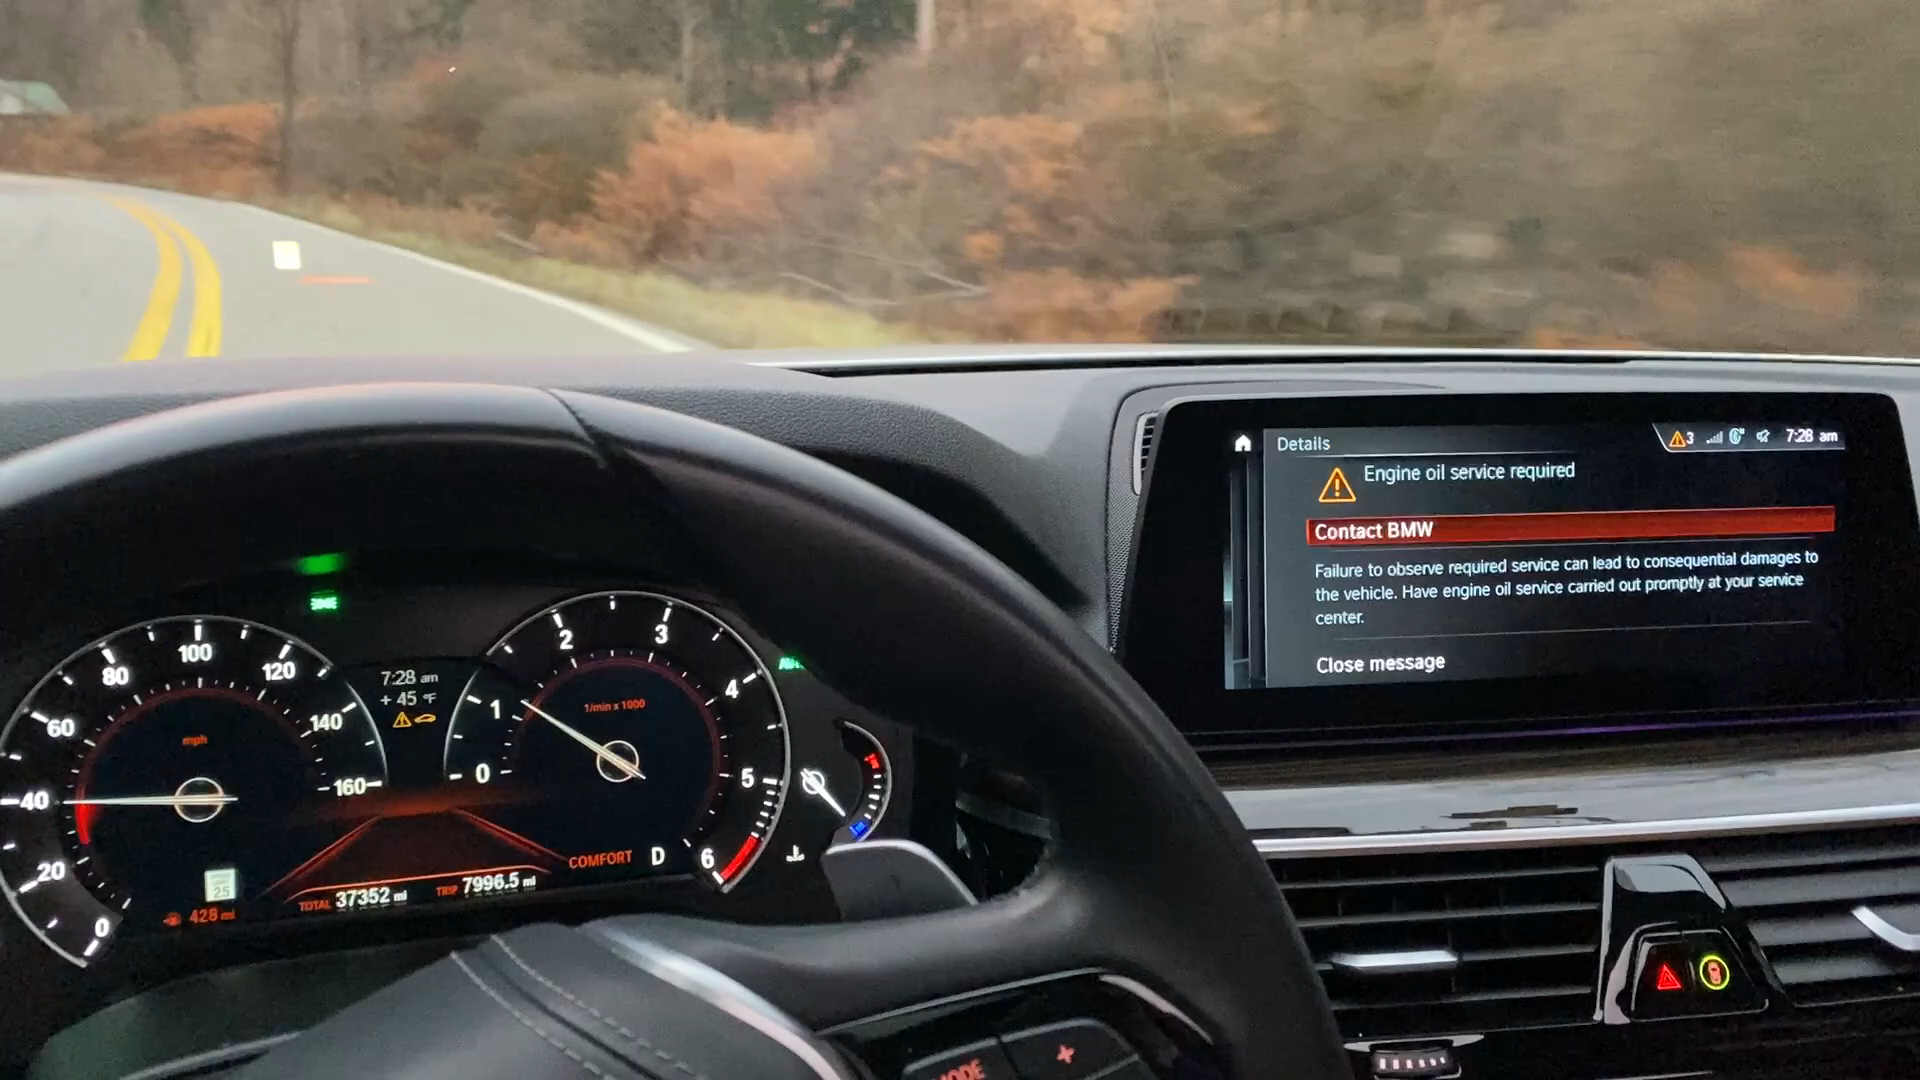 Details
3
7:28 am
Engine oil service required
Contact BMW
Failure to observe required service can lead to consequential damages to
the vehicle. Have engine oil service carried out promptly at your service
center.
Close message
0
20
40
60
80
100
120
140
160
mph
7:28 am
+ 45 °F
0
1
2
3
4
5
6
1/min x 1000
25
428 mi
TOTAL 37352 mi
TRIP 7996.5 mi
COMFORT D
MODE
+